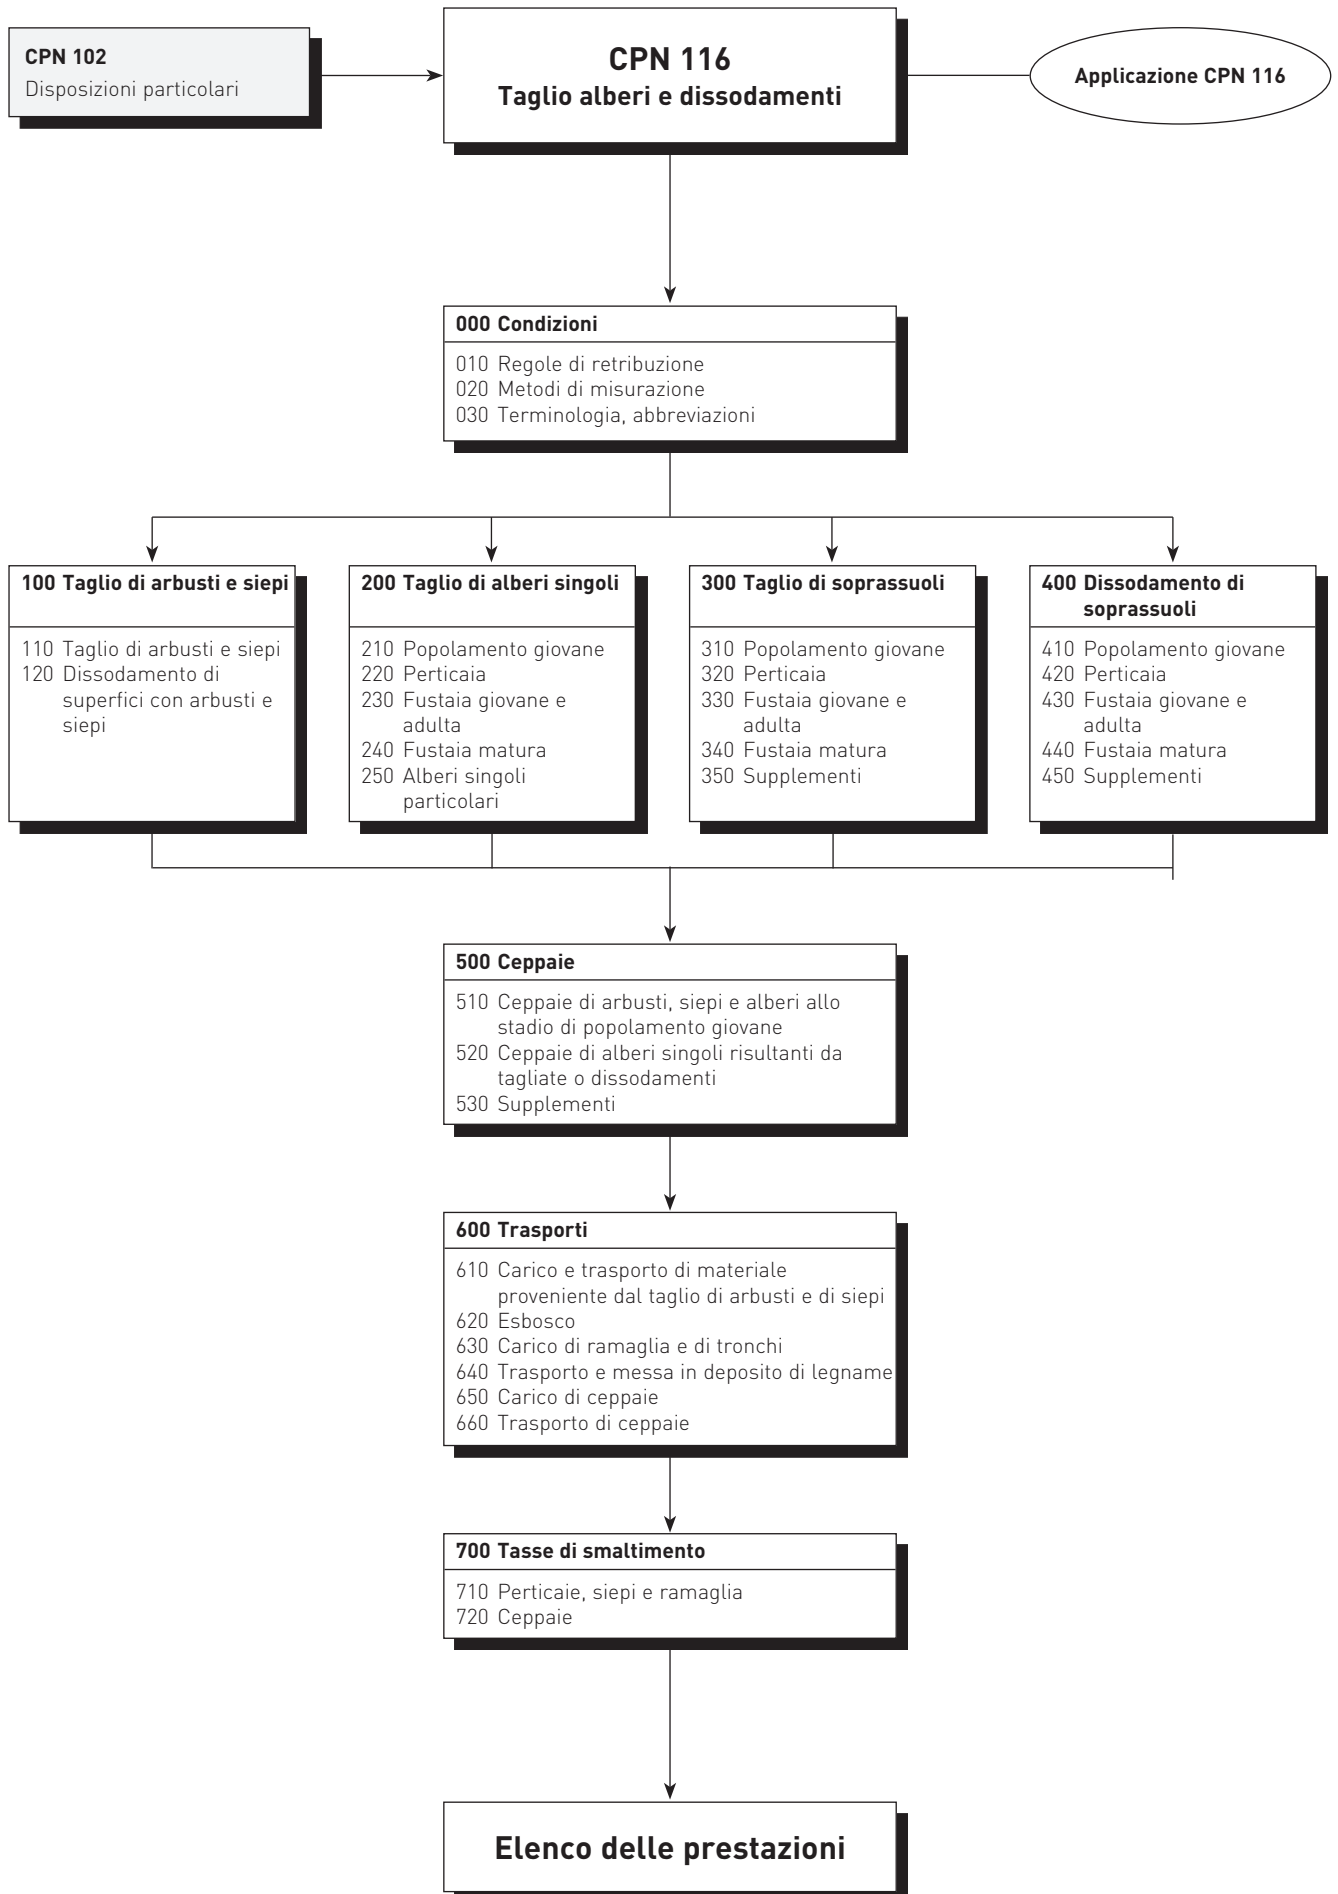 CPN 102
Disposizioni particolari
CPN 116
Taglio alberi e dissodamenti
Applicazione CPN 116
000 Condizioni
010 Regole di retribuzione
020 Metodi di misurazione
030 Terminologia, abbreviazioni
100 Taglio di arbusti e siepi
110 Taglio di arbusti e siepi
120 Dissodamento di
superfici con arbusti e
siepi
200 Taglio di alberi singoli
210 Popolamento giovane
220 Perticaia
230 Fustaia giovane e
adulta
240 Fustaia matura
250 Alberi singoli
particolari
300 Taglio di soprassuoli
310 Popolamento giovane
320 Perticaia
330 Fustaia giovane e
adulta
340 Fustaia matura
350 Supplementi
400 Dissodamento di
soprassuoli
410 Popolamento giovane
420 Perticaia
430 Fustaia giovane e
adulta
440 Fustaia matura
450 Supplementi
500 Ceppaie
510 Ceppaie di arbusti, siepi e alberi allo
stadio di popolamento giovane
520 Ceppaie di alberi singoli risultanti da
tagliate o dissodamenti
530 Supplementi
600 Trasporti
610 Carico e trasporto di materiale
proveniente dal taglio di arbusti e di siepi
620 Esbosco
630 Carico di ramaglia e di tronchi
640 Trasporto e messa in deposito di legname
650 Carico di ceppaie
660 Trasporto di ceppaie
700 Tasse di smaltimento
710 Perticaie, siepi e ramaglia
720 Ceppaie
Elenco delle prestazioni